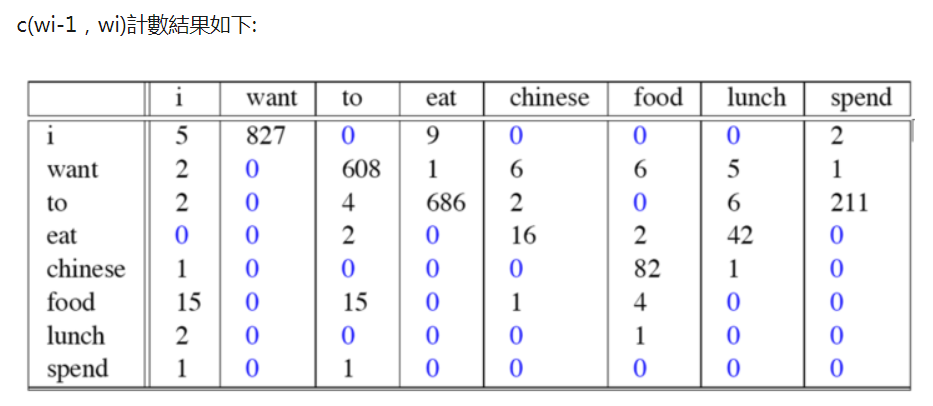 c(wi-1，wi)計數結果如下:
i want to eat chinese food lunch spend
i 5 827 0 9 0 0 0 2
want 2 0 608 1 6 6 5 1
to 2 0 4 686 2 0 6 211
eat 0 0 2 0 16 2 42 0
chinese 1 0 0 0 0 82 1 0
food 15 0 15 0 1 4 0 0
lunch 2 0 0 0 0 1 0 0
spend 1 0 1 0 0 0 0 0